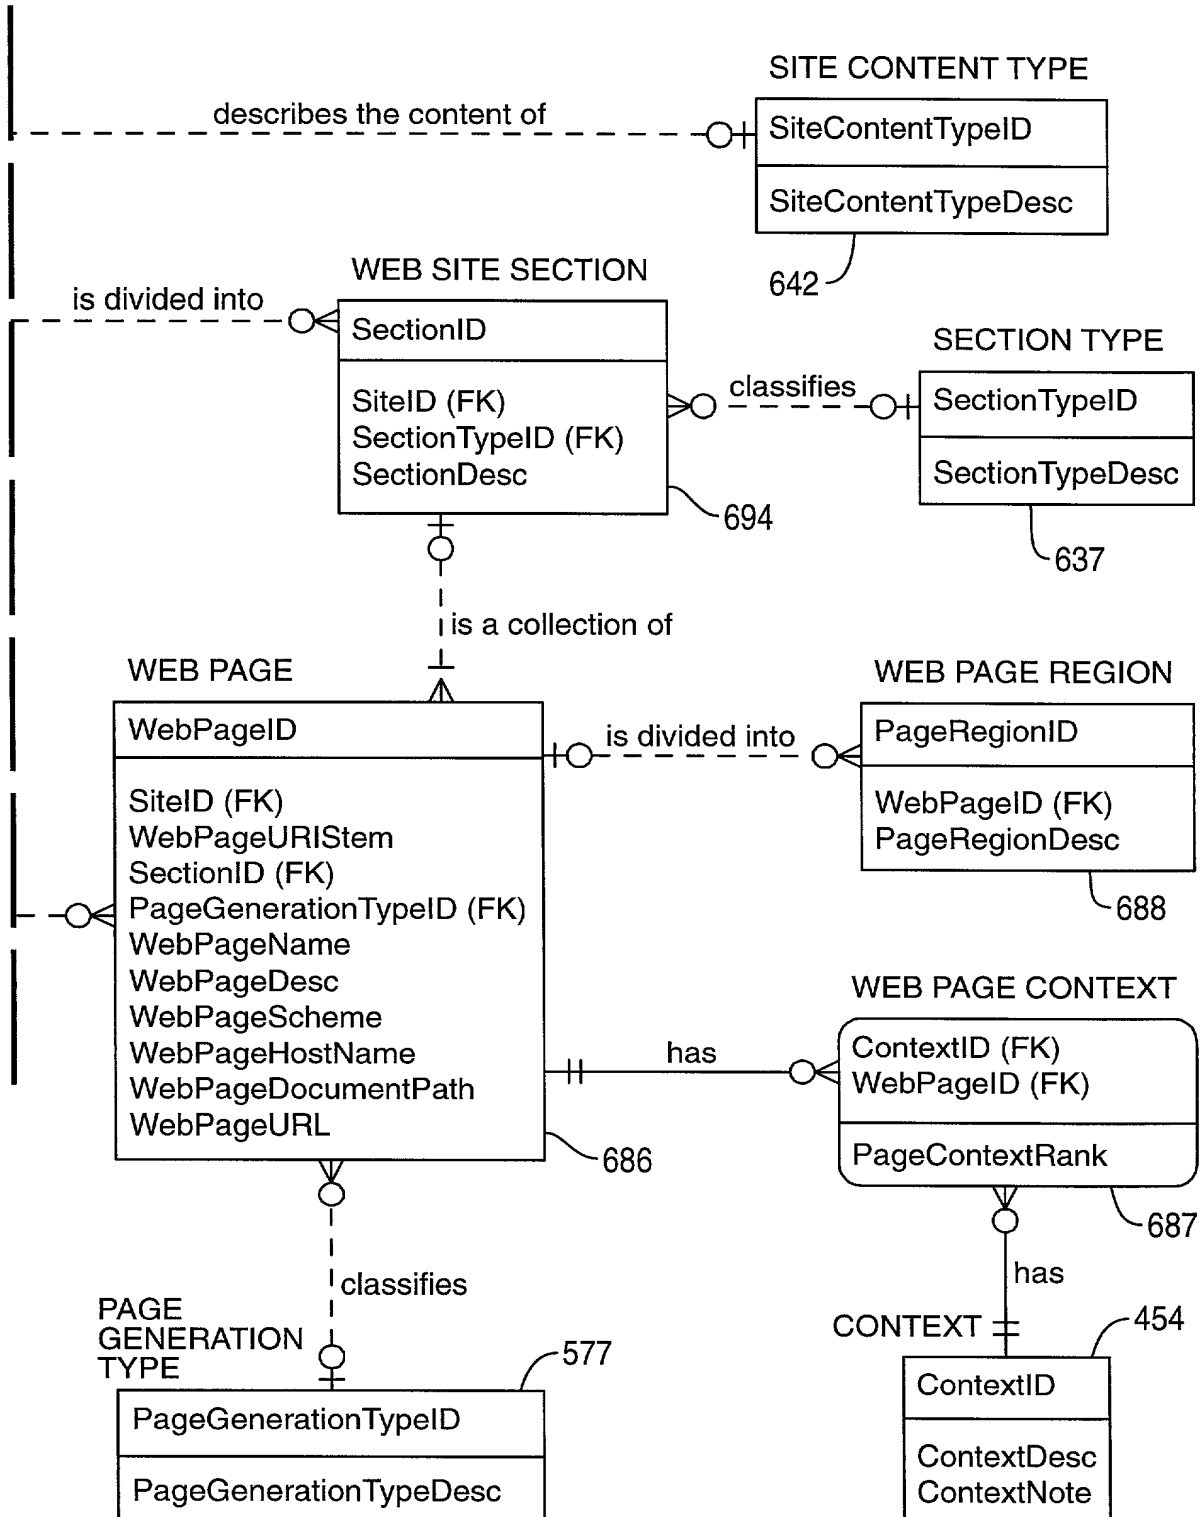 SITE CONTENT TYPE
describes the content of
SiteContentTypeID
SiteContentTypeDesc
642
WEB SITE SECTION
is divided into
SectionID
SiteID (FK)
SectionTypeID (FK)
SectionDesc
694
SECTION TYPE
classifies
SectionTypeID
SectionTypeDesc
637
is a collection of
WEB PAGE
WebPageID
SiteID (FK)
WebPageURIStem
SectionID (FK)
PageGenerationTypeID (FK)
WebPageName
WebPageDesc
WebPageScheme
WebPageHostName
WebPageDocumentPath
WebPageURL
686
WEB PAGE REGION
is divided into
PageRegionID
WebPageID (FK)
PageRegionDesc
688
WEB PAGE CONTEXT
has
ContextID (FK)
WebPageID (FK)
PageContextRank
687
classifies
has
PAGE
GENERATION
TYPE
577
PageGenerationTypeID
PageGenerationTypeDesc
CONTEXT
454
ContextID
ContextDesc
ContextNote